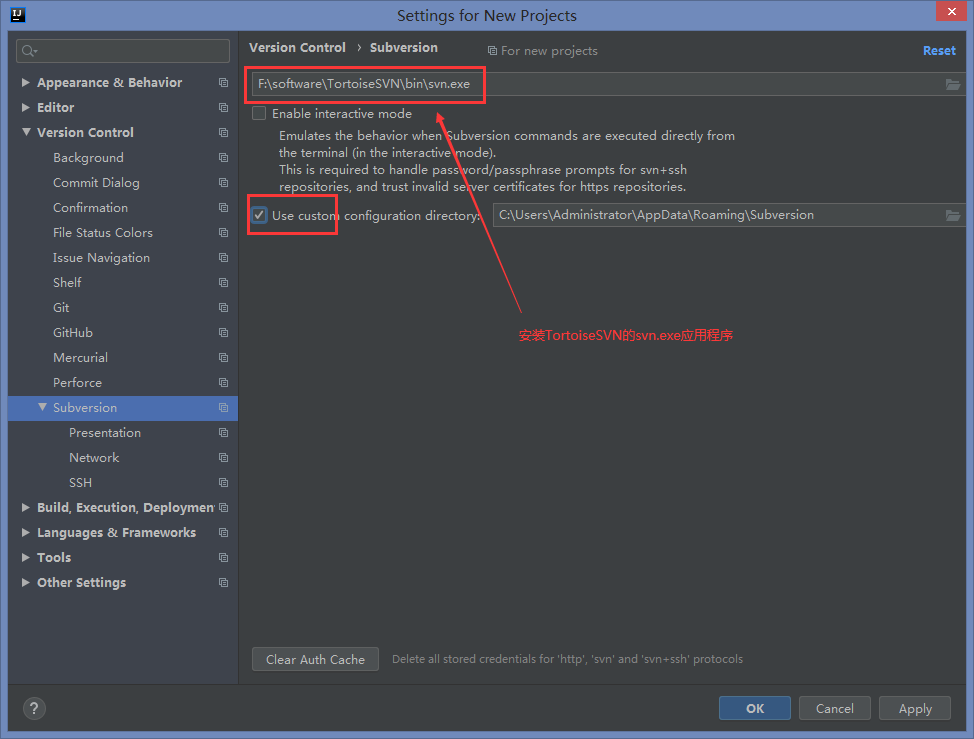 IJ
Settings for New Projects
Version Control › Subversion
For new projects
Reset
Appearance & Behavior
Editor
Version Control
Background
Commit Dialog
Confirmation
File Status Colors
Issue Navigation
Shelf
Git
GitHub
Mercurial
Perforce
Subversion
Presentation
Network
SSH
Build, Execution, Deploymen
Languages & Frameworks
Tools
Other Settings
F:\software\TortoiseSVN\bin\svn.exe
Enable interactive mode
Emulates the behavior when Subversion commands are executed directly from
the terminal (in the interactive mode).
This is required to handle password/passphrase prompts for svn+ssh
repositories, and trust invalid server certificates for https repositories.
Use custom configuration directory:
C:\Users\Administrator\AppData\Roaming\Subversion
安装TortoiseSVN的svn.exe应用程序
Clear Auth Cache
Delete all stored credentials for 'http', 'svn' and 'svn+ssh' protocols
?
OK
Cancel
Apply